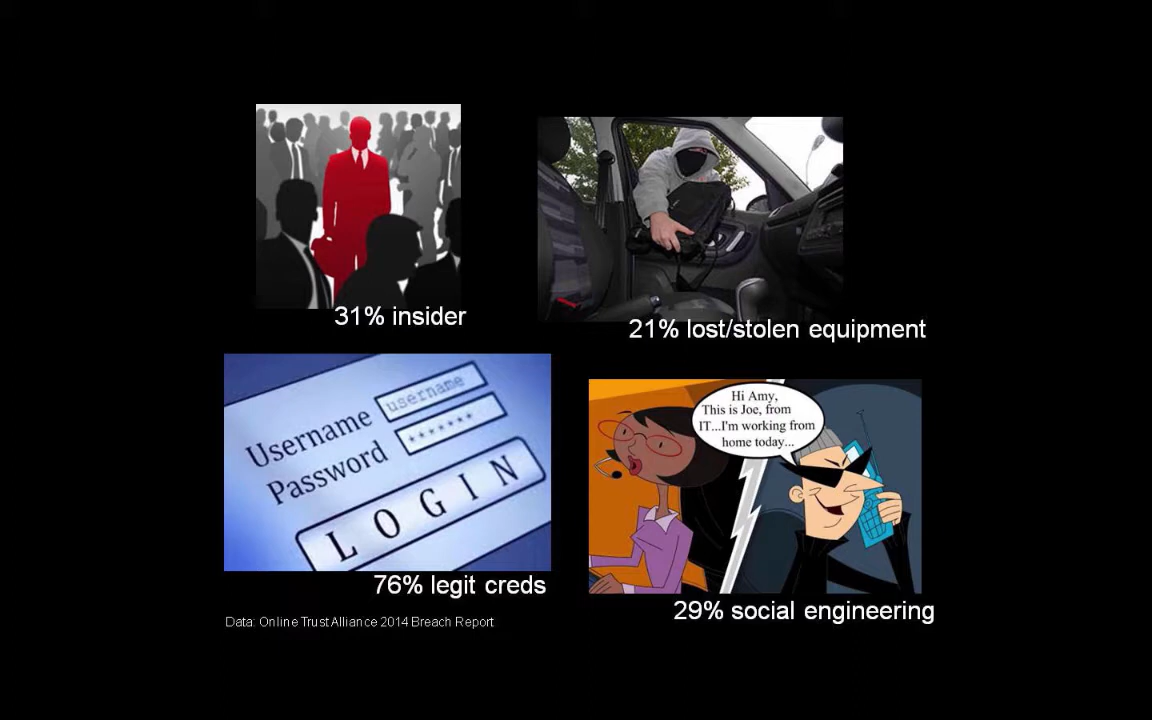 31% insider
21% lost/stolen equipment
username
Username
*******
Password
LOGIN
76% legit creds
Hi Amy,
This is Joe, from
IT...I'm working from
home today...
29% social engineering
Data: Online Trust Alliance 2014 Breach Report